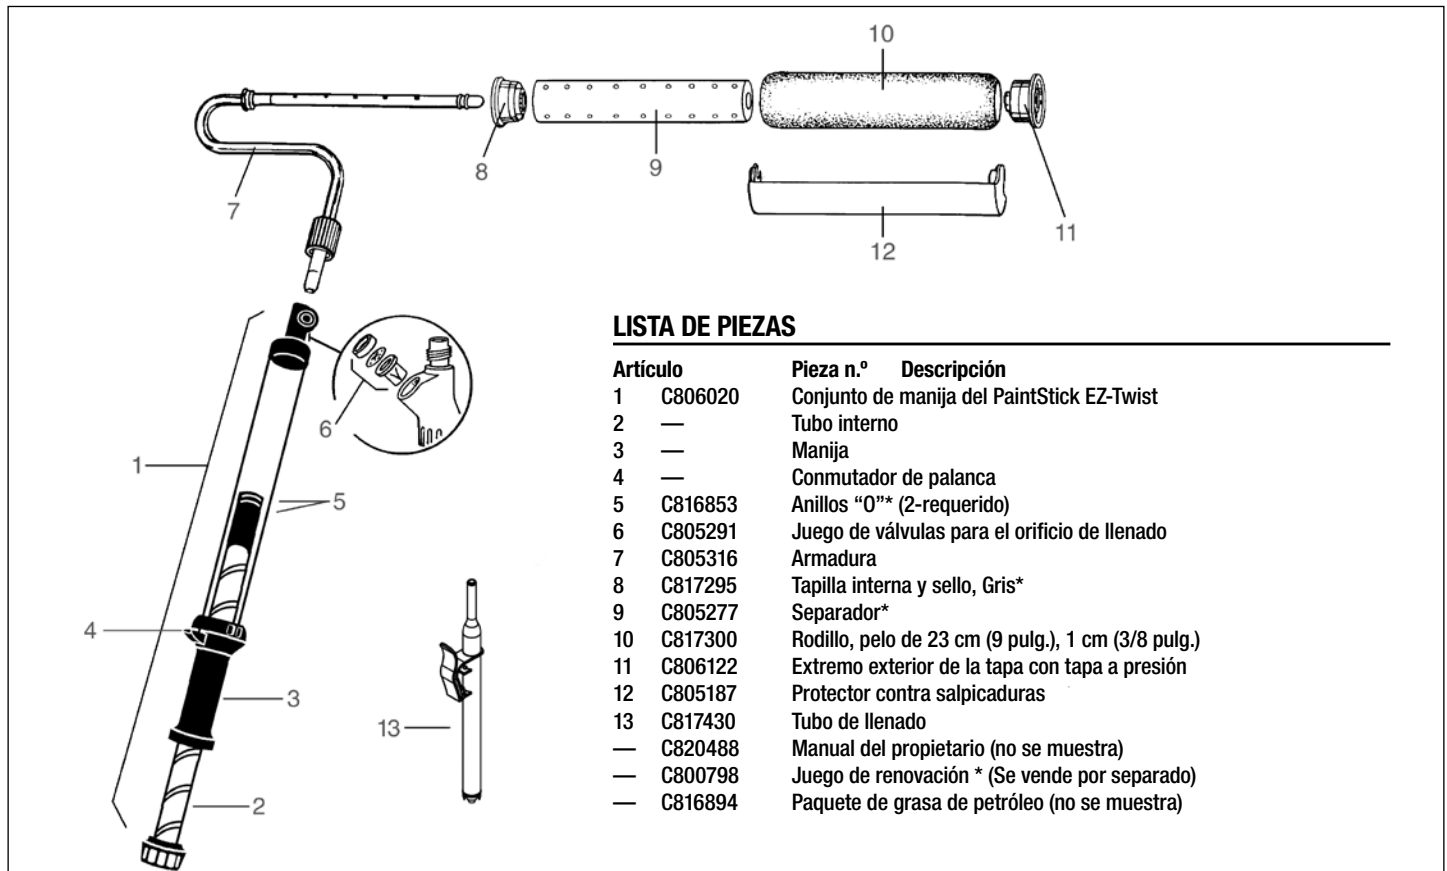 10
8
9
7
11
12
LISTA DE PIEZAS
Artículo Pieza n.º Descripción
1 C806020 Conjunto de manija del PaintStick EZ-Twist
2 — Tubo interno
3 — Manija
4 — Conmutador de palanca
5 C816853 Anillos “O”* (2-requerido)
6 C805291 Juego de válvulas para el orificio de llenado
7 C805316 Armadura
8 C817295 Tapilla interna y sello, Gris*
9 C805277 Separador*
10 C817300 Rodillo, pelo de 23 cm (9 pulg.), 1 cm (3/8 pulg.)
11 C806122 Extremo exterior de la tapa con tapa a presión
12 C805187 Protector contra salpicaduras
13 C817430 Tubo de llenado
— C820488 Manual del propietario (no se muestra)
— C800798 Juego de renovación * (Se vende por separado)
— C816894 Paquete de grasa de petróleo (no se muestra)
6
1
5
4
3
13
2